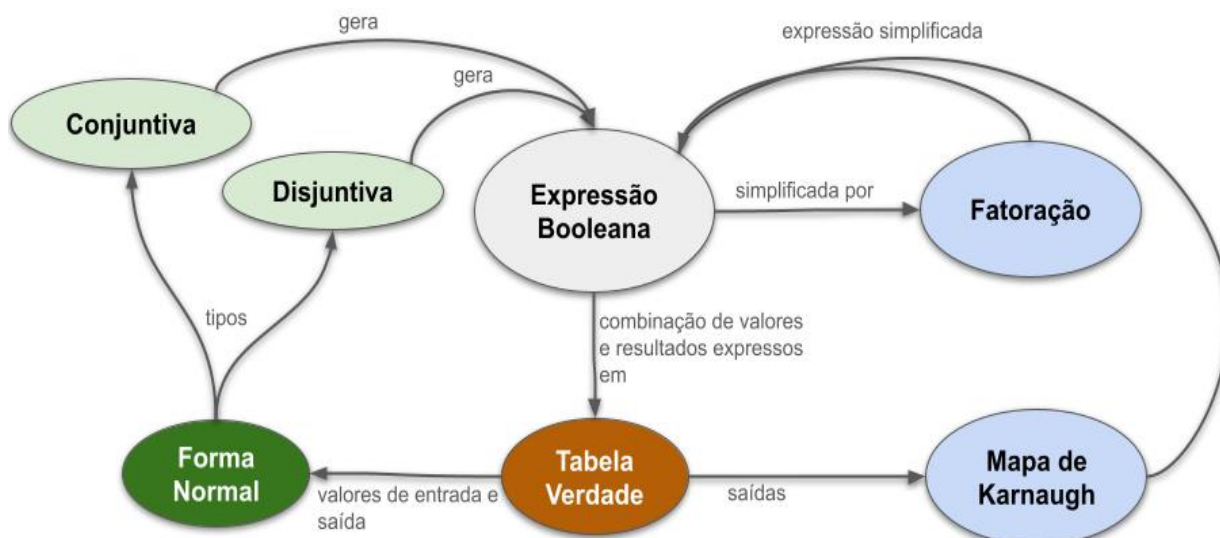 gera
expressão simplificada
gera
Conjuntiva
Disjuntiva
Expressão
Booleana
simplificada por
Fatoração
tipos
combinação de valores
e resultados expressos
em
Forma
Normal
valores de entrada e
saída
Tabela
Verdade
saídas
Mapa de
Karnaugh